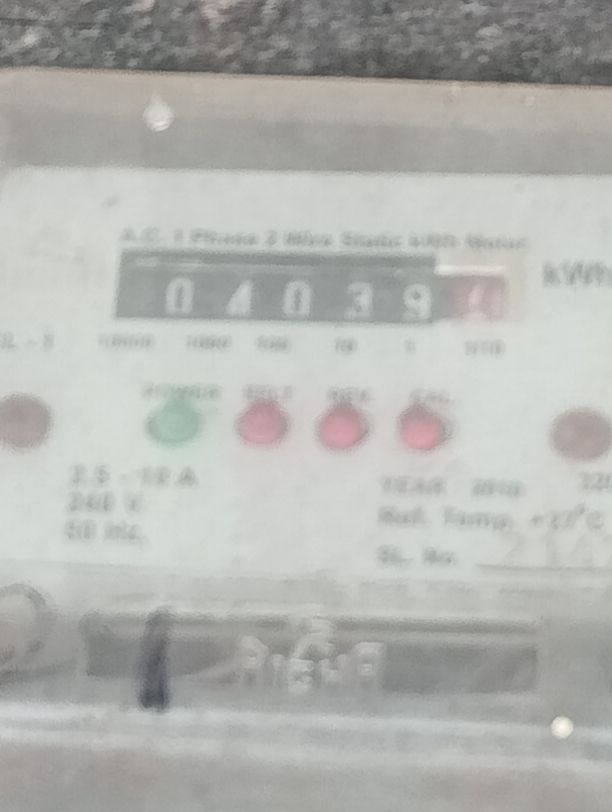 A.C. 1 Phase 2 Wire Static kWh Meter
kWh
0 4 0 3 9 4
10000 1000 100 10 1 1/10
POWER
CAL
2.5 - 10 A
240 V
50 Hz.
YEAR 2010
Ref. Temp. +27°C
SL. No.